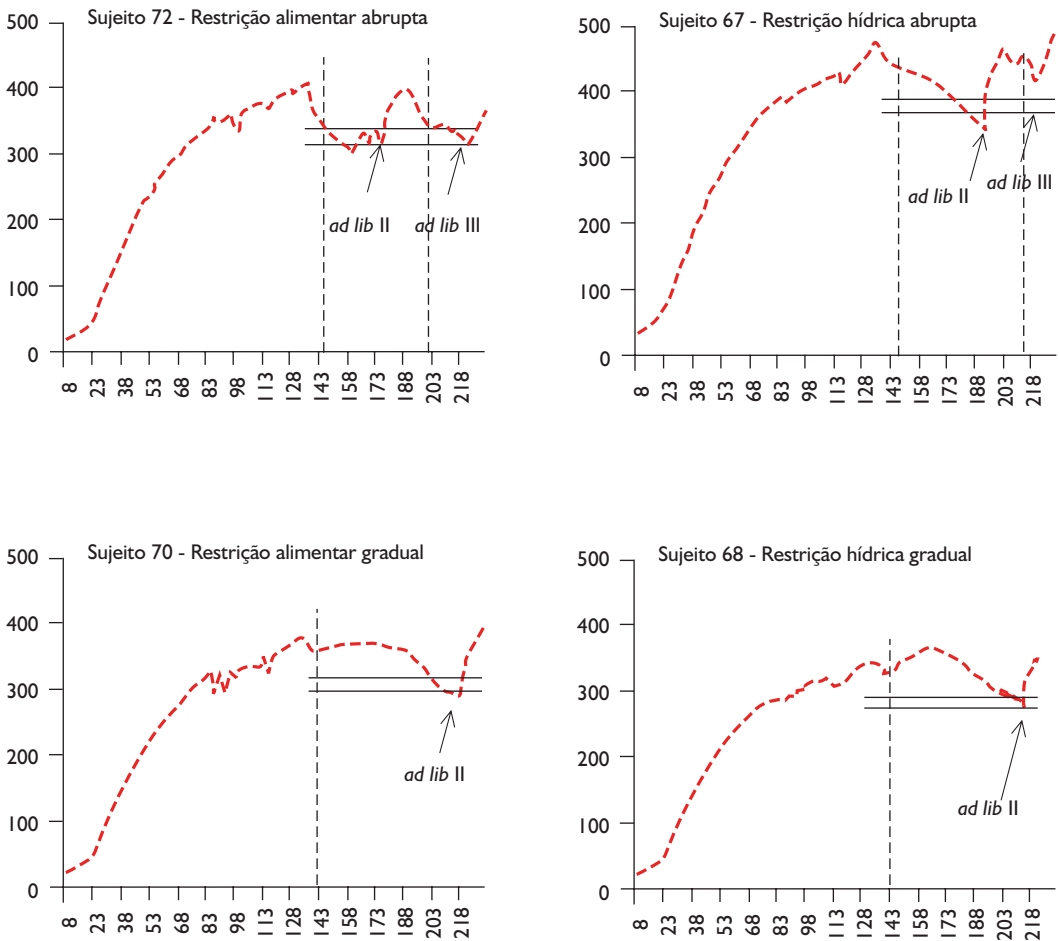 Sujeito 72 - Restrição alimentar abrupta
500
400
300
200
100
0
ad lib II
ad lib III
8 23 38 53 68 83 98 113 128 143 158 173 188 203 218
Sujeito 67 - Restrição hídrica abrupta
500
400
300
200
100
0
ad lib II
ad lib III
8 23 38 53 68 83 98 113 128 143 158 173 188 203 218
Sujeito 70 - Restrição alimentar gradual
500
400
300
200
100
0
ad lib II
8 23 38 53 68 83 98 113 128 143 158 173 188 203 218
Sujeito 68 - Restrição hídrica gradual
500
400
300
200
100
0
ad lib II
8 23 38 53 68 83 98 113 128 143 158 173 188 203 218